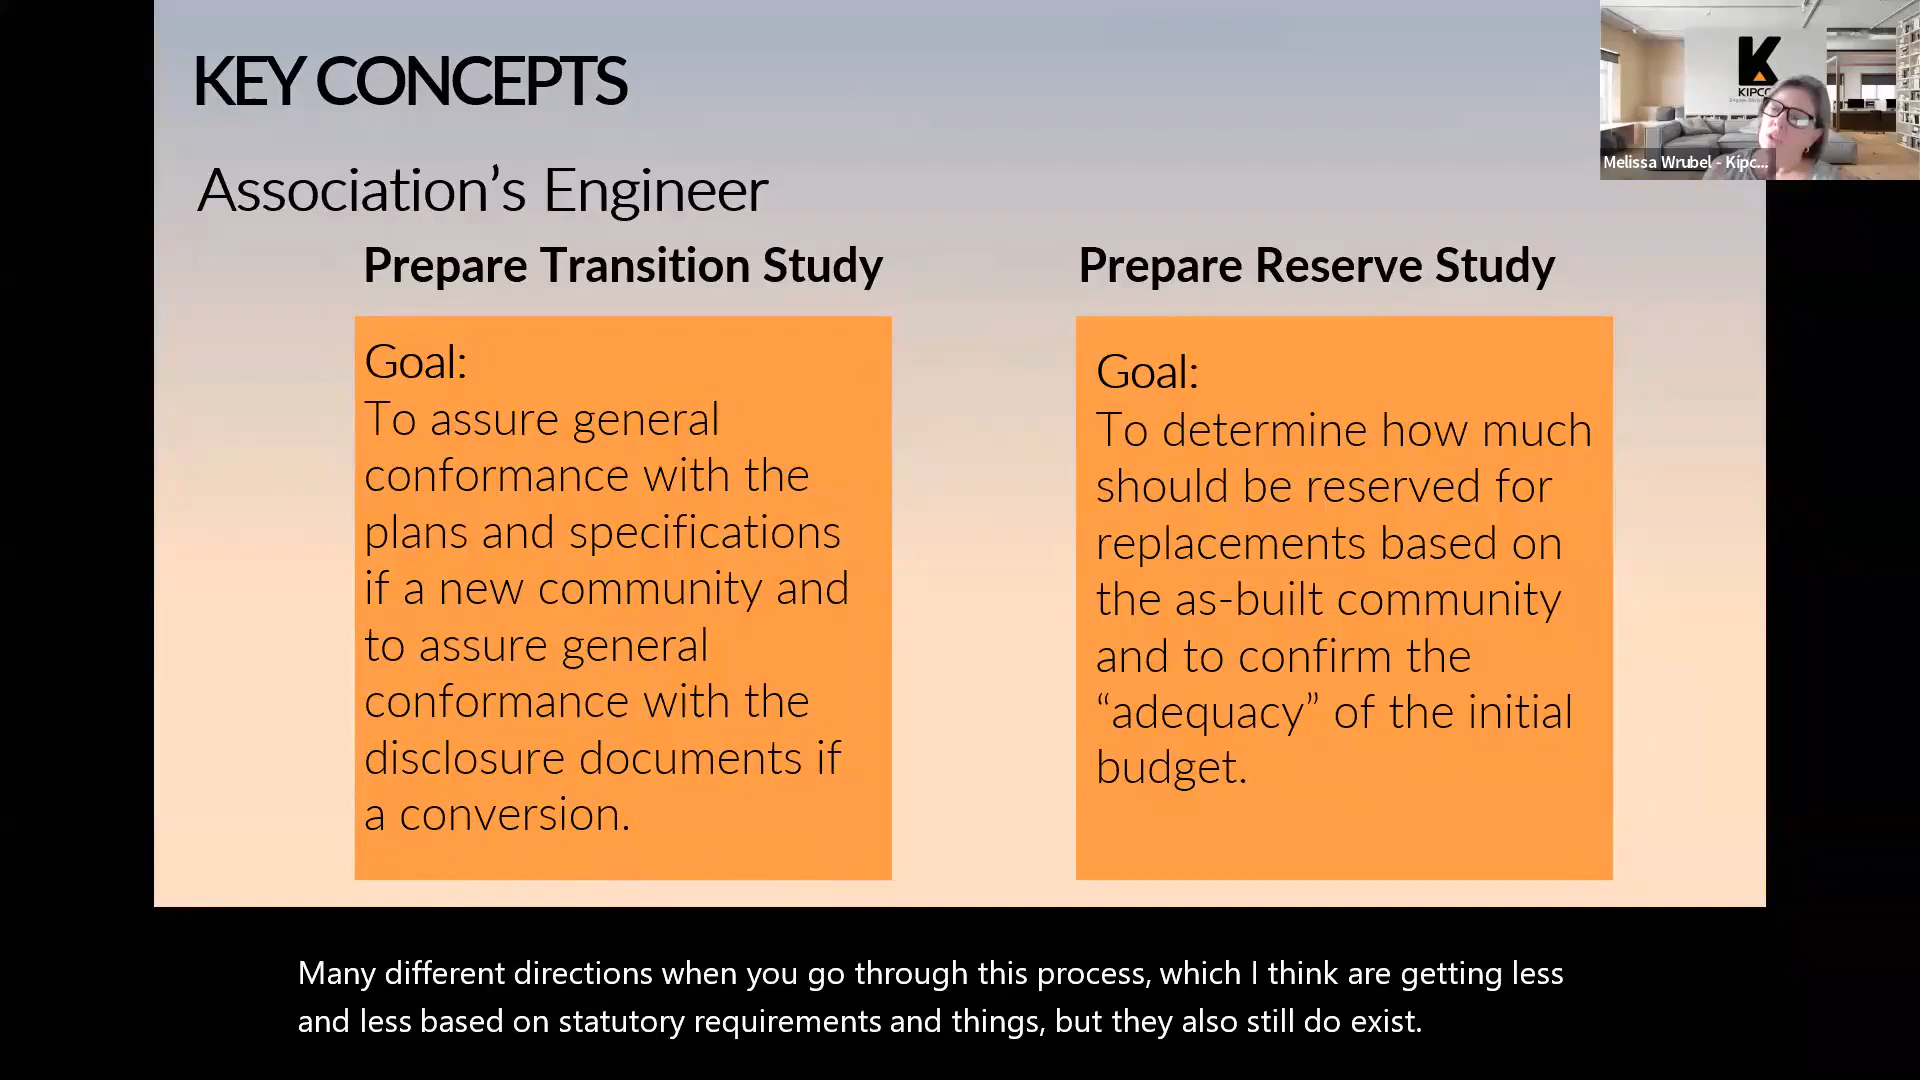 KEY CONCEPTS
Association’s Engineer
Prepare Transition Study
Goal:
To assure general
conformance with the
plans and specifications
if a new community and
to assure general
conformance with the
disclosure documents if
a conversion.
Prepare Reserve Study
Goal:
To determine how much
should be reserved for
replacements based on
the as-built community
and to confirm the
“adequacy” of the initial
budget.
K
KIPC
Melissa Wrubel - Kipc...
Many different directions when you go through this process, which I think are getting less
and less based on statutory requirements and things, but they also still do exist.